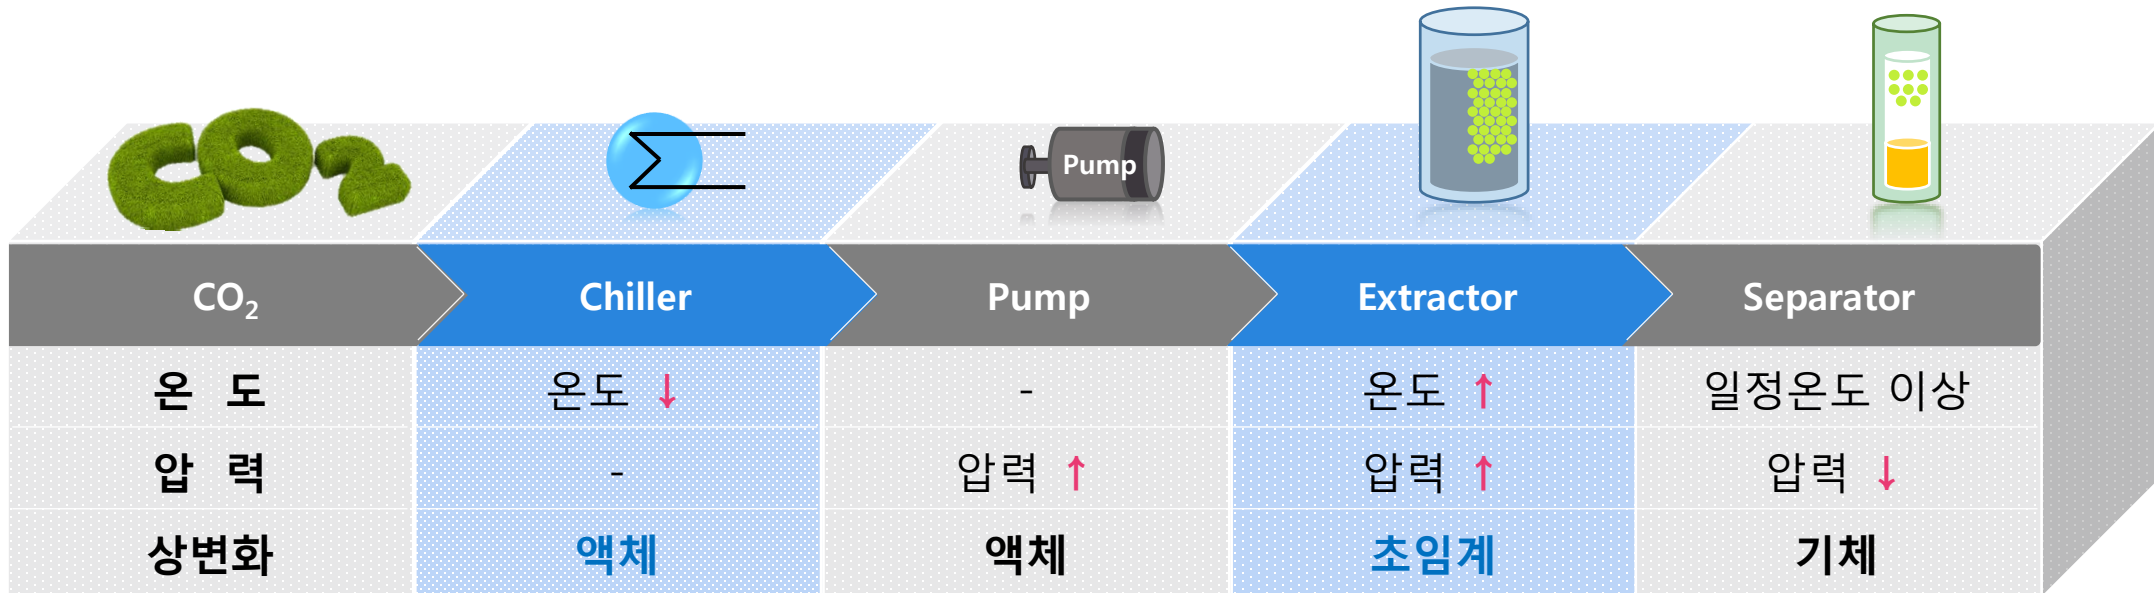 CO2
Pump
CO₂ Chiller Pump Extractor Separator
온 도 온도 ↓ - 온도 ↑ 일정온도 이상
압 력 - 압력 ↑ 압력 ↑ 압력 ↓
상변화 액체 액체 초임계 기체